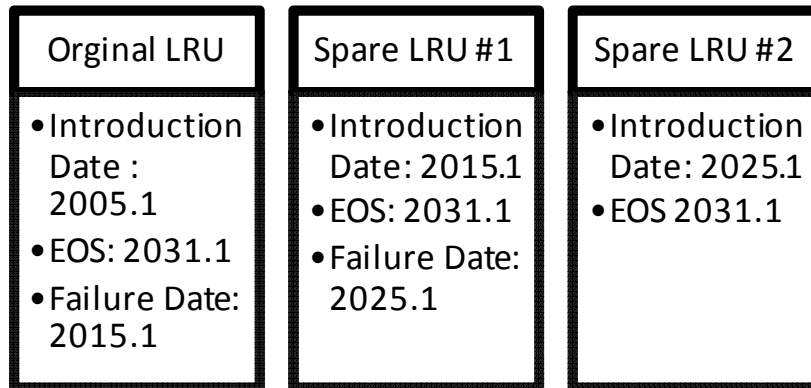 Orginal LRU
•Introduction
Date :
2005.1
•EOS: 2031.1
•Failure Date:
2015.1
Spare LRU #1
•Introduction
Date: 2015.1
•EOS: 2031.1
•Failure Date:
2025.1
Spare LRU #2
•Introduction
Date: 2025.1
•EOS 2031.1